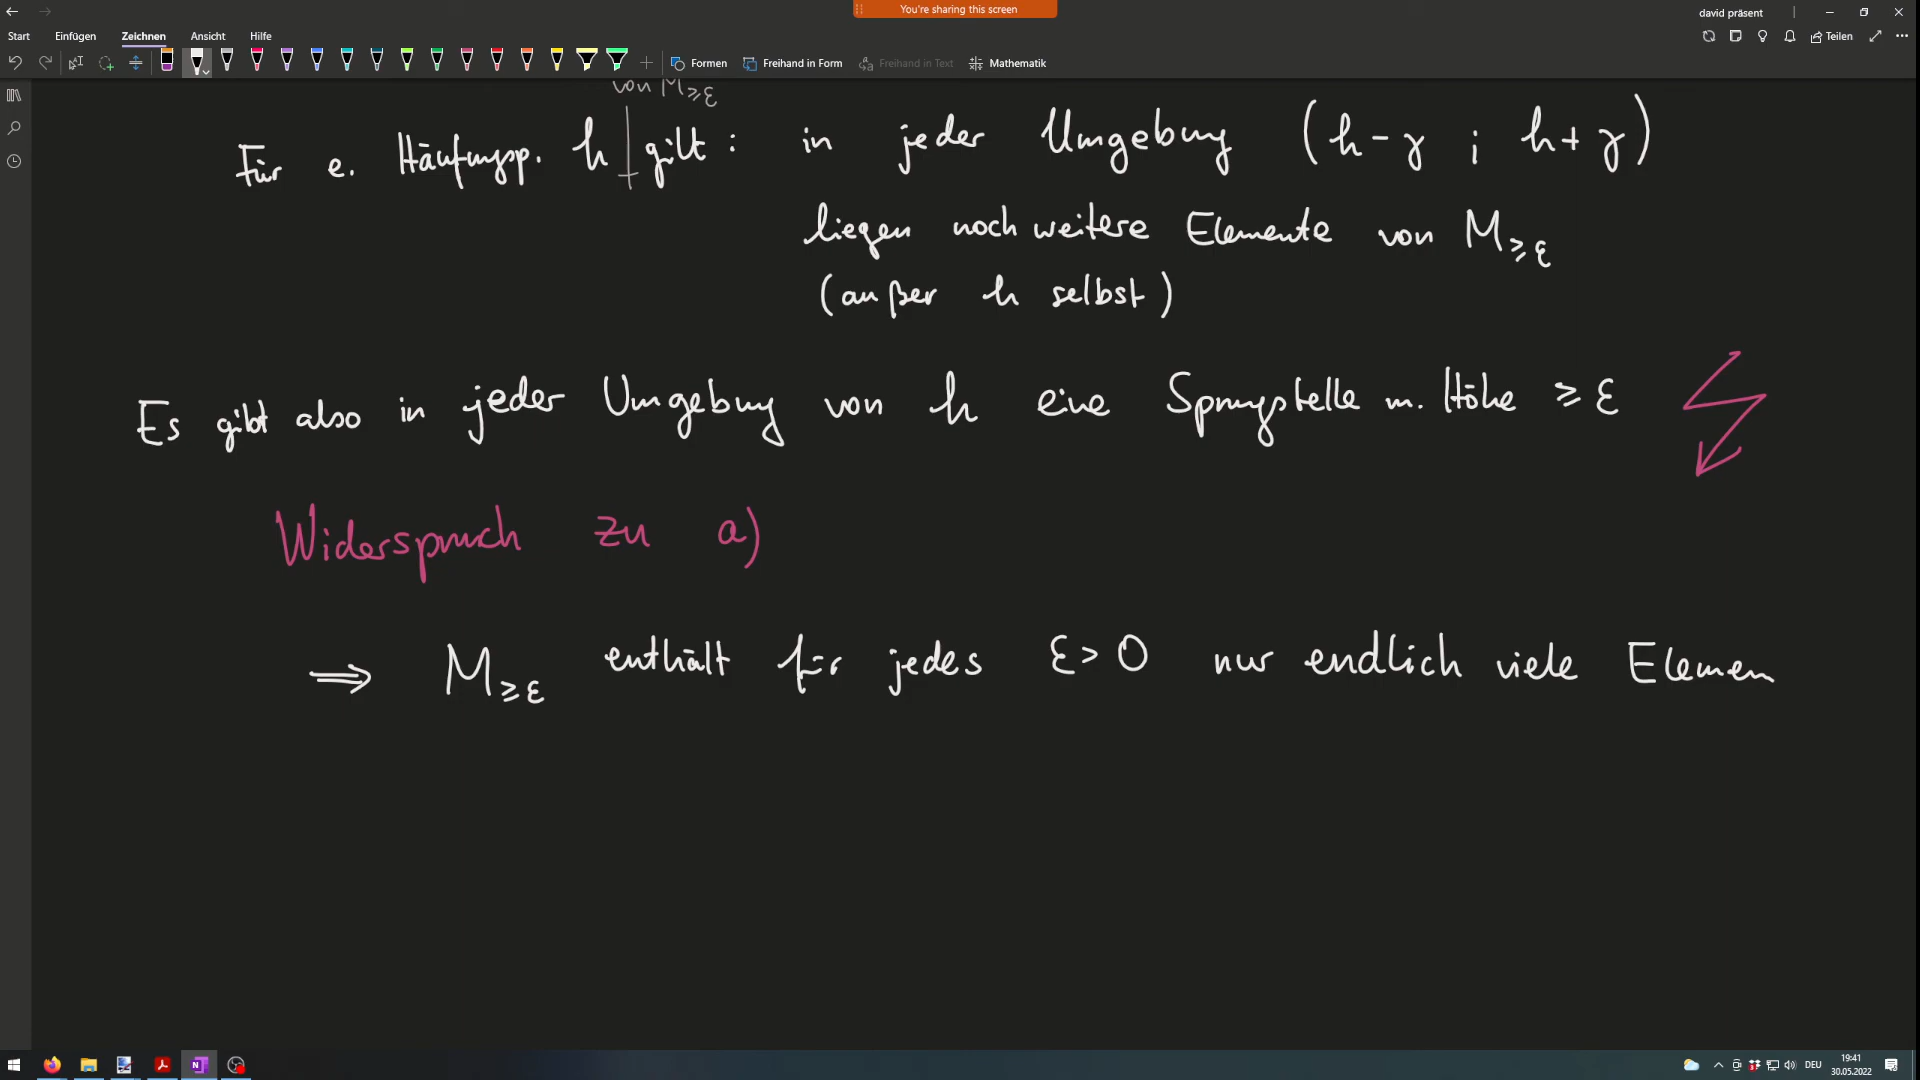 You're sharing this screen
david präsent
Start Einfügen Zeichnen Ansicht Hilfe
Teilen
Formen Freihand in Form Freihand in Text Mathematik
von M≥ε
Für e. Häufungsp. h gilt: in jeder Umgebung (h-γ ; h+γ)
liegen noch weitere Elemente von M≥ε
(außer h selbst)
Es gibt also in jeder Umgebung von h eine Sprungstelle m. Höhe ≥ ε
Widerspruch zu a)
⇒ M≥ε enthält für jedes ε > 0 nur endlich viele Elemen
DEU
19:41
30.05.2022